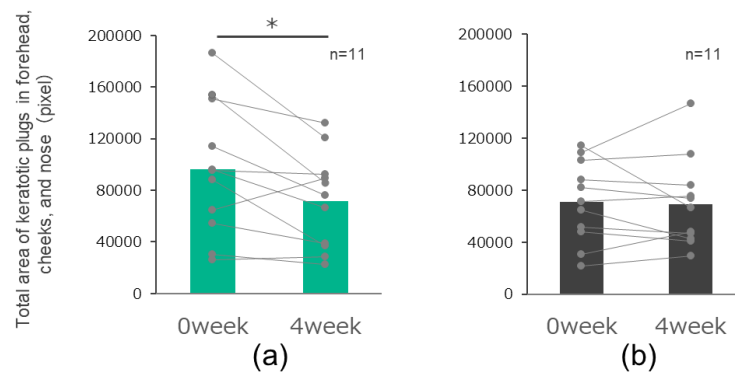 Total area of keratotic plugs in forehead,
cheeks, and nose (pixel)
*
n=11
200000
160000
120000
80000
40000
0
0week 4week
(a)
n=11
200000
160000
120000
80000
40000
0
0week 4week
(b)